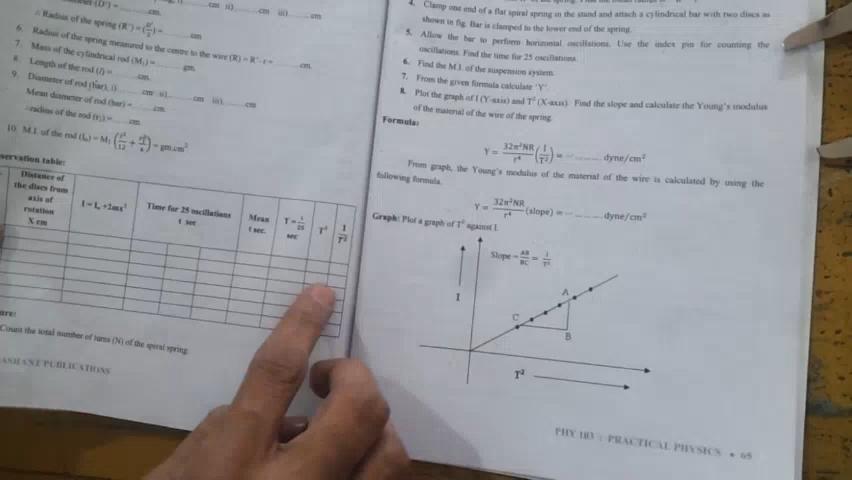 cm ii)........cm iii)........cm
∴ Radius of the spring (R') = (D'/2) = ........cm
6. Radius of the spring measured to the centre to the wire (R) = R' - r = ........cm.
7. Mass of the cylindrical rod (M₁) = ........gm.
8. Length of the rod (l) = ........cm.
9. Diameter of rod (bar), i)........cm ii)........cm iii)........cm
Mean diameter of rod (bar) = ........cm.
∴radius of the rod (r₁) = ........cm
10. M.I. of the rod (I₀) = M₁ = gm.cm²
servation table:
Distance of the discs from axis of rotation X cm
I = I₀ +2mx²
Time for 25 oscillations t sec
Mean t sec.
T = t/25 sec
T²
1/T²
are:
Count the total number of turns (N) of the spiral spring.
ASHANT PUBLICATIONS
4. Clamp one end of a flat spiral spring in the stand and attach a cylindrical bar with two discs as
shown in fig. Bar is clamped to the lower end of the spring.
5. Allow the bar to perform horizontal oscillations. Use the index pin for counting the
oscillations. Find the time for 25 oscillations.
6. Find the M.I. of the suspension system.
7. From the given formula calculate 'Y'.
8. Plot the graph of I (Y-axis) and T² (X-axis). Find the slope and calculate the Young's modulus
of the material of the wire of the spring.
Formula:
Y = 32π²NR/r⁴ (I/T²) = ........ dyne/cm²
From graph, the Young's modulus of the material of the wire is calculated by using the
following formula.
Y = 32π²NR/r⁴ (slope) = ........ dyne/cm²
Graph: Plot a graph of T² against I.
Slope = AB/BC = I/T²
I
A
C
B
T²
PHY 103 : PRACTICAL PHYSICS • 65